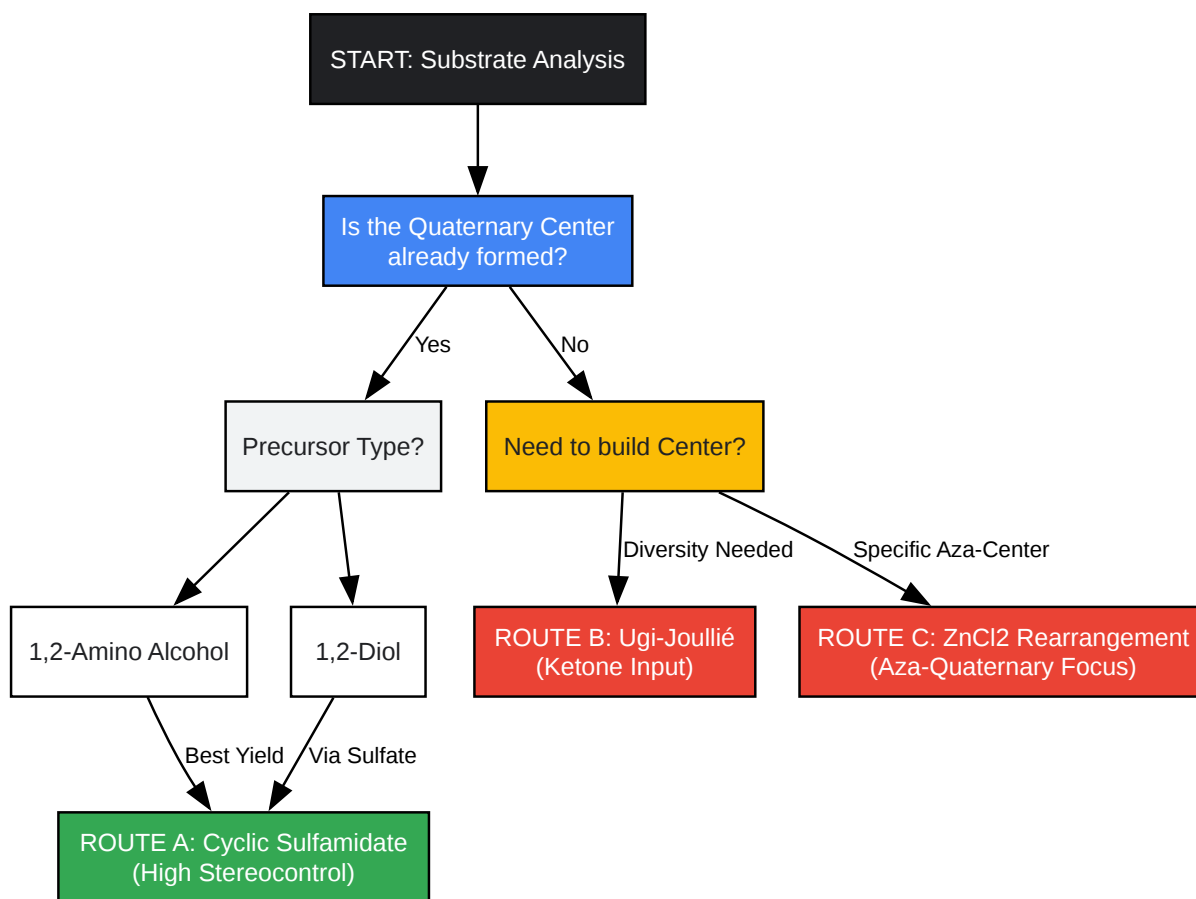 START: Substrate Analysis
Is the Quaternary Center
already formed?
Yes
No
Precursor Type?
Need to build Center?
Diversity Needed
Specific Aza-Center
1,2-Amino Alcohol
1,2-Diol
ROUTE B: Ugi-Joullié
(Ketone Input)
ROUTE C: ZnCl2 Rearrangement
(Aza-Quaternary Focus)
Best Yield
Via Sulfate
ROUTE A: Cyclic Sulfamidate
(High Stereocontrol)